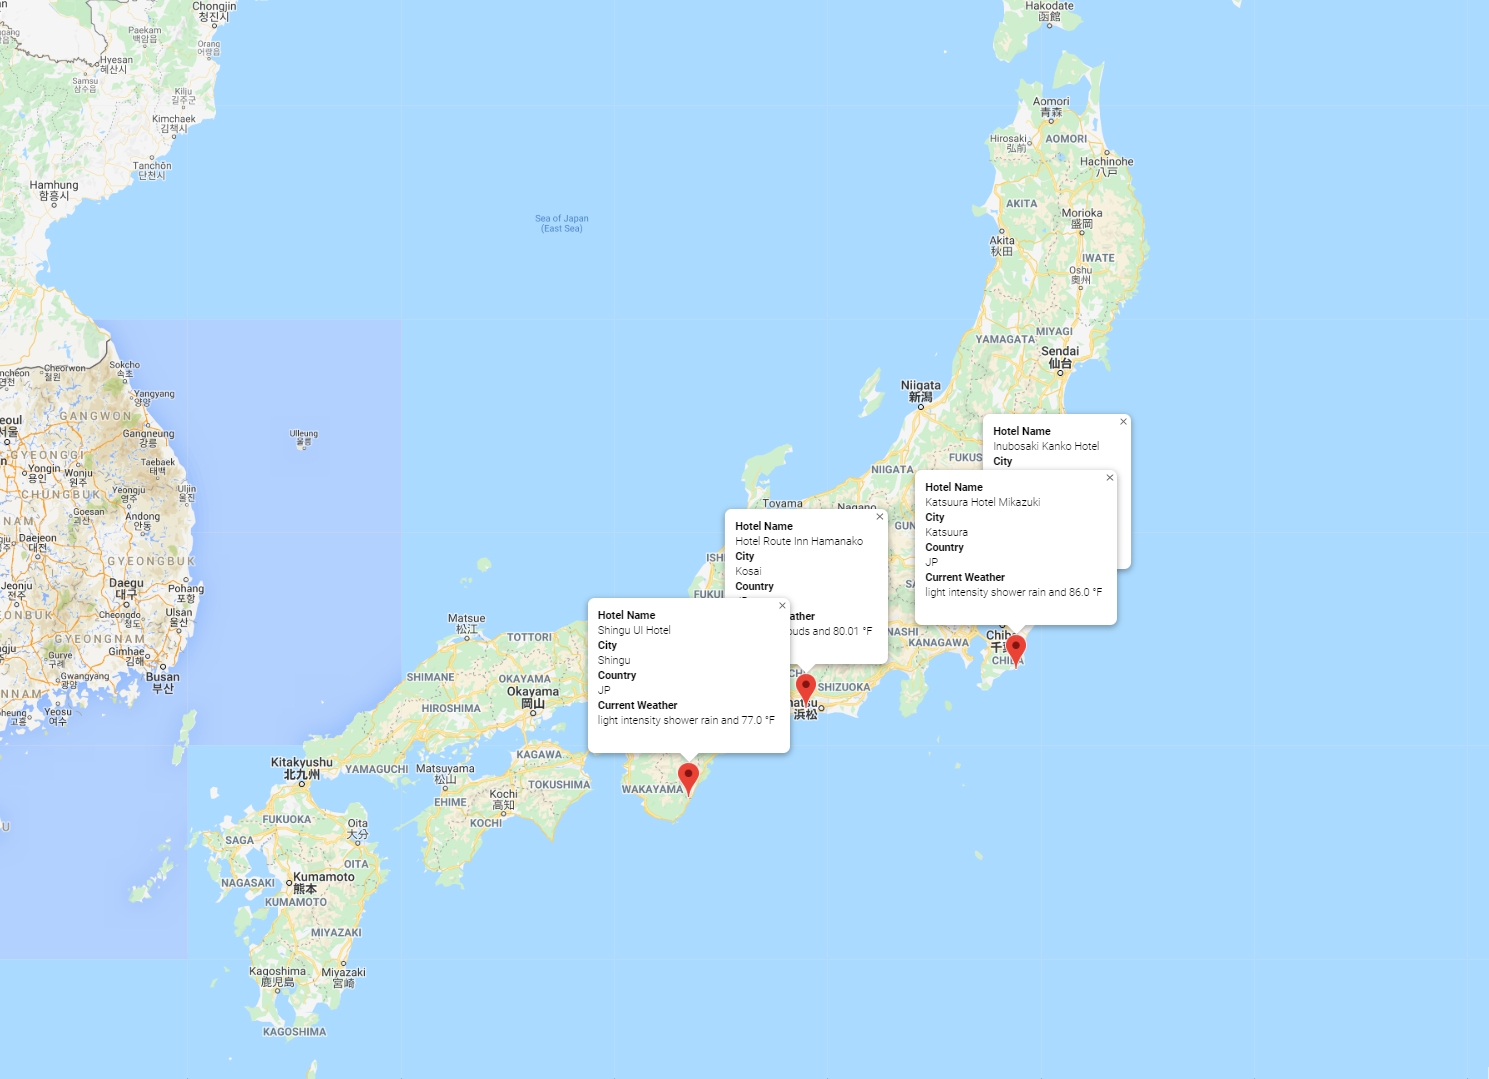 Chongjin
청진시
Hakodate
函館
Paekam
백암읍
Orang
어랑읍
Hyesan
혜산시
Samsu
삼수읍
Kilju
길주군
Kimchaek
김책시
Tanchŏn
단천시
Hamhung
함흥시
Aomori
青森
Hirosaki
弘前
AOMORI
Hachinohe
八戸
AKITA
Morioka
盛岡
Akita
秋田
IWATE
Oshu
奥州
Sea of Japan
(East Sea)
MIYAGI
YAMAGATA
Sendai
仙台
Niigata
新潟
Sokcho
속초
Cheorwon
철원
Yangyang
양양
GANGWON
Gangneung
강릉
Ulleung
울릉
GYEONGGI
Taebaek
태백
Yongin
용인
Wonju
원주
Uljin
울진
Yeongju
영주
CHUNGBUK
Goesan
괴산
Andong
안동
Daejeon
대전
GYEONGBUK
Jeonju
전주
Daegu
대구
Pohang
포항
Cheongdo
청도
Ulsan
울산
Gurye
구례
Gimhae
김해
GYEONGNAM
Gwangyang
광양
Busan
부산
Yeosu
여수
Hotel Name
Inubosaki Kanko Hotel
City
FUKUS
NIIGATA
Hotel Name
Katsuura Hotel Mikazuki
City
Katsuura
Country
JP
Current Weather
light intensity shower rain and 86.0 °F
Toyama
Nagano
GUN
ISHI
FUKUI
Hotel Name
Hotel Route Inn Hamanako
City
Kosai
Country
ather
ouds and 80.01 °F
Hotel Name
Shingu UI Hotel
City
Shingu
Country
JP
Current Weather
light intensity shower rain and 77.0 °F
NASHI
KANAGAWA
Chiba
CHIBA
SHIZUOKA
浜松
Matsue
松江
TOTTORI
SHIMANE
OKAYAMA
Okayama
岡山
HIROSHIMA
KAGAWA
Kitakyushu
北九州
YAMAGUCHI
Matsuyama
松山
TOKUSHIMA
WAKAYAMA
EHIME
Kochi
高知
KOCHI
FUKUOKA
Oita
大分
SAGA
OITA
NAGASAKI
Kumamoto
熊本
KUMAMOTO
MIYAZAKI
Kagoshima
鹿児島
Miyazaki
宮崎
KAGOSHIMA